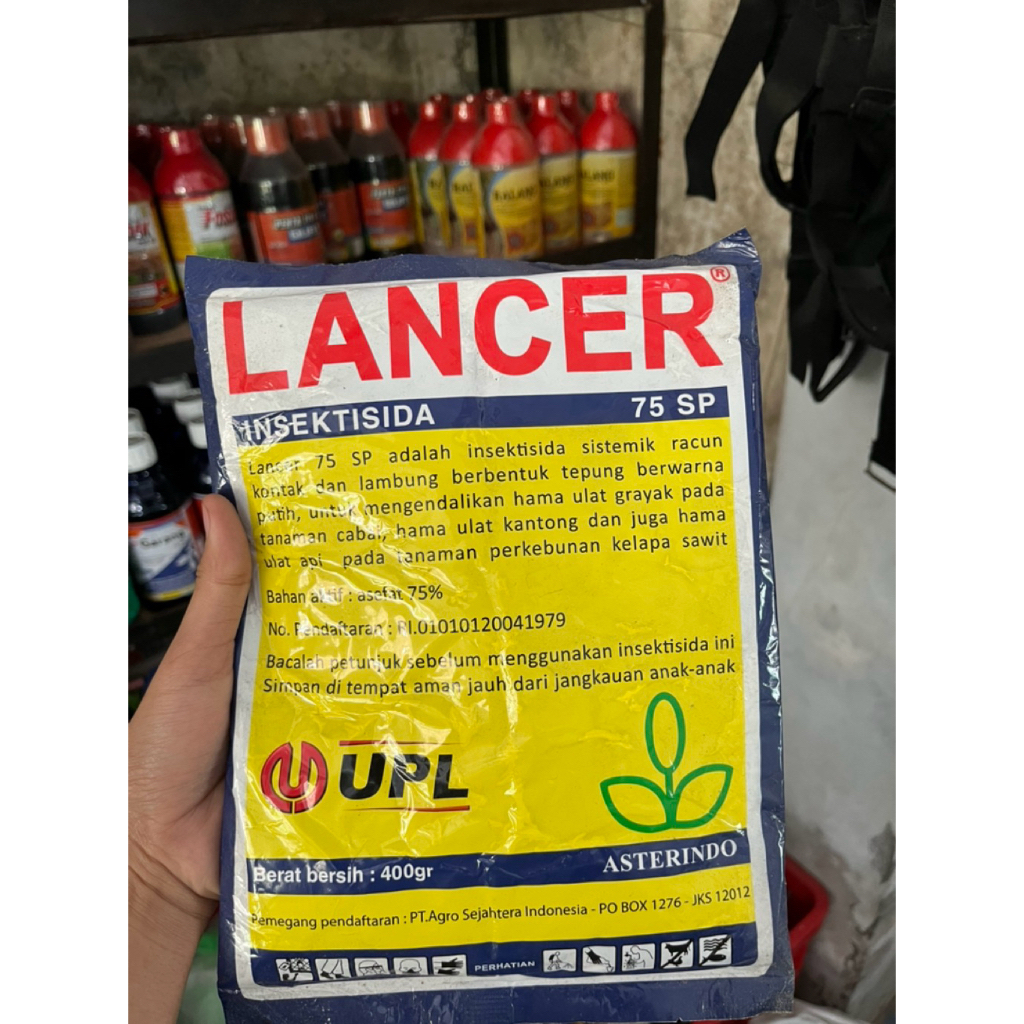 LANCER®
INSEKTISIDA 75 SP
Lancer 75 SP adalah insektisida sistemik racun
kontak dan lambung berbentuk tepung berwarna
putih, untuk mengendalikan hama ulat grayak pada
tanaman cabai, hama ulat kantong dan juga hama
ulat api pada tanaman perkebunan kelapa sawit
Bahan aktif : asefat 75%
No. Pendaftaran : RI.01010120041979
Bacalah petunjuk sebelum menggunakan insektisida ini
Simpan di tempat aman jauh dari jangkauan anak-anak
UPL
ASTERINDO
Berat bersih : 400gr
Pemegang pendaftaran : PT.Agro Sejahtera Indonesia - PO BOX 1276 - JKS 12012
PERHATIAN